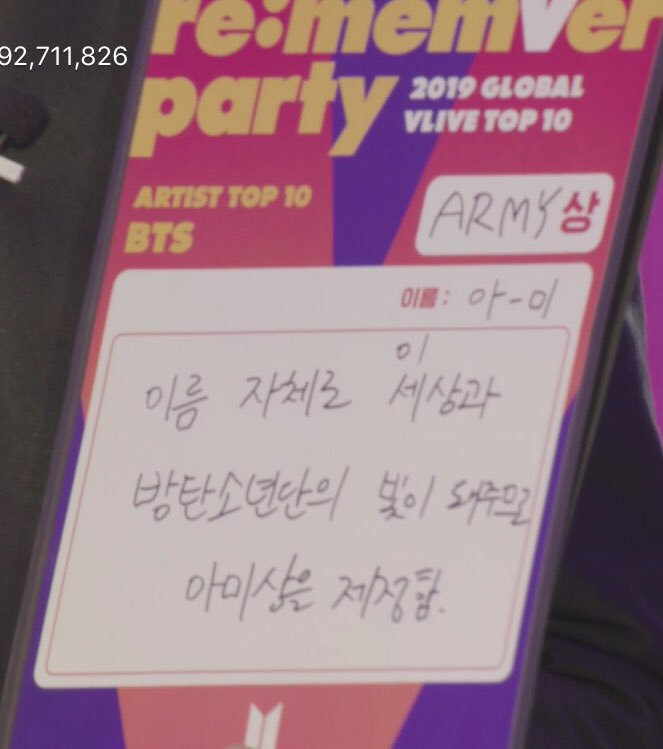 92,711,826
re:memVer
party
2019 GLOBAL
VLIVE TOP 10
ARTIST TOP 10
BTS
ARMY상
이름: 아-미
이
이름 자체로 세상과
방탄소년단의 빛이 돼주므로
아미상을 제정함.